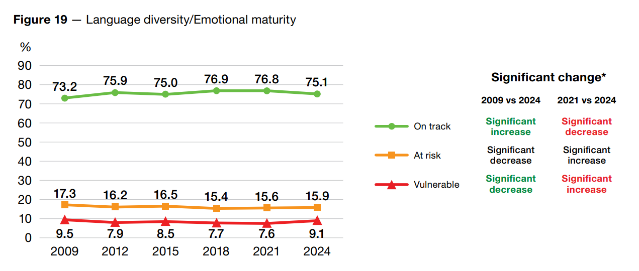 Figure 19 — Language diversity/Emotional maturity
%
90
80
70
60
50
40
30
20
10
0
73.2 75.9 75.0 76.9 76.8 75.1
17.3 16.2 16.5 15.4 15.6 15.9
9.5 7.9 8.5 7.7 7.6 9.1
2009 2012 2015 2018 2021 2024
On track
At risk
Vulnerable
Significant change*
2009 vs 2024 2021 vs 2024
Significant Significant
increase decrease
Significant Significant
decrease increase
Significant Significant
decrease increase